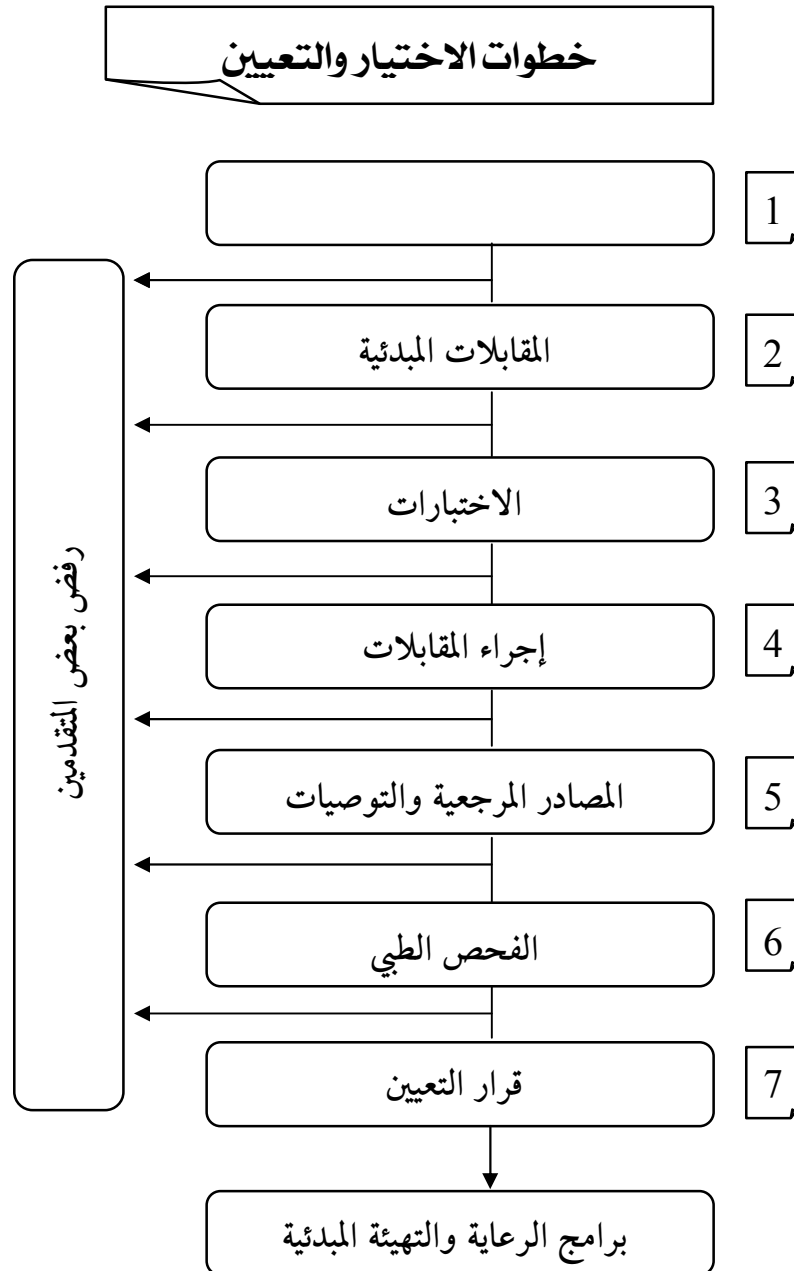 خطوات الاختيار والتعيين
1
المقابلات المبدئية
2
الاختبارات
3
إجراء المقابلات
4
المصادر المرجعية والتوصيات
5
الفحص الطبي
6
قرار التعيين
7
برامج الرعاية والتهيئة المبدئية
رفض بعض المتقدمين